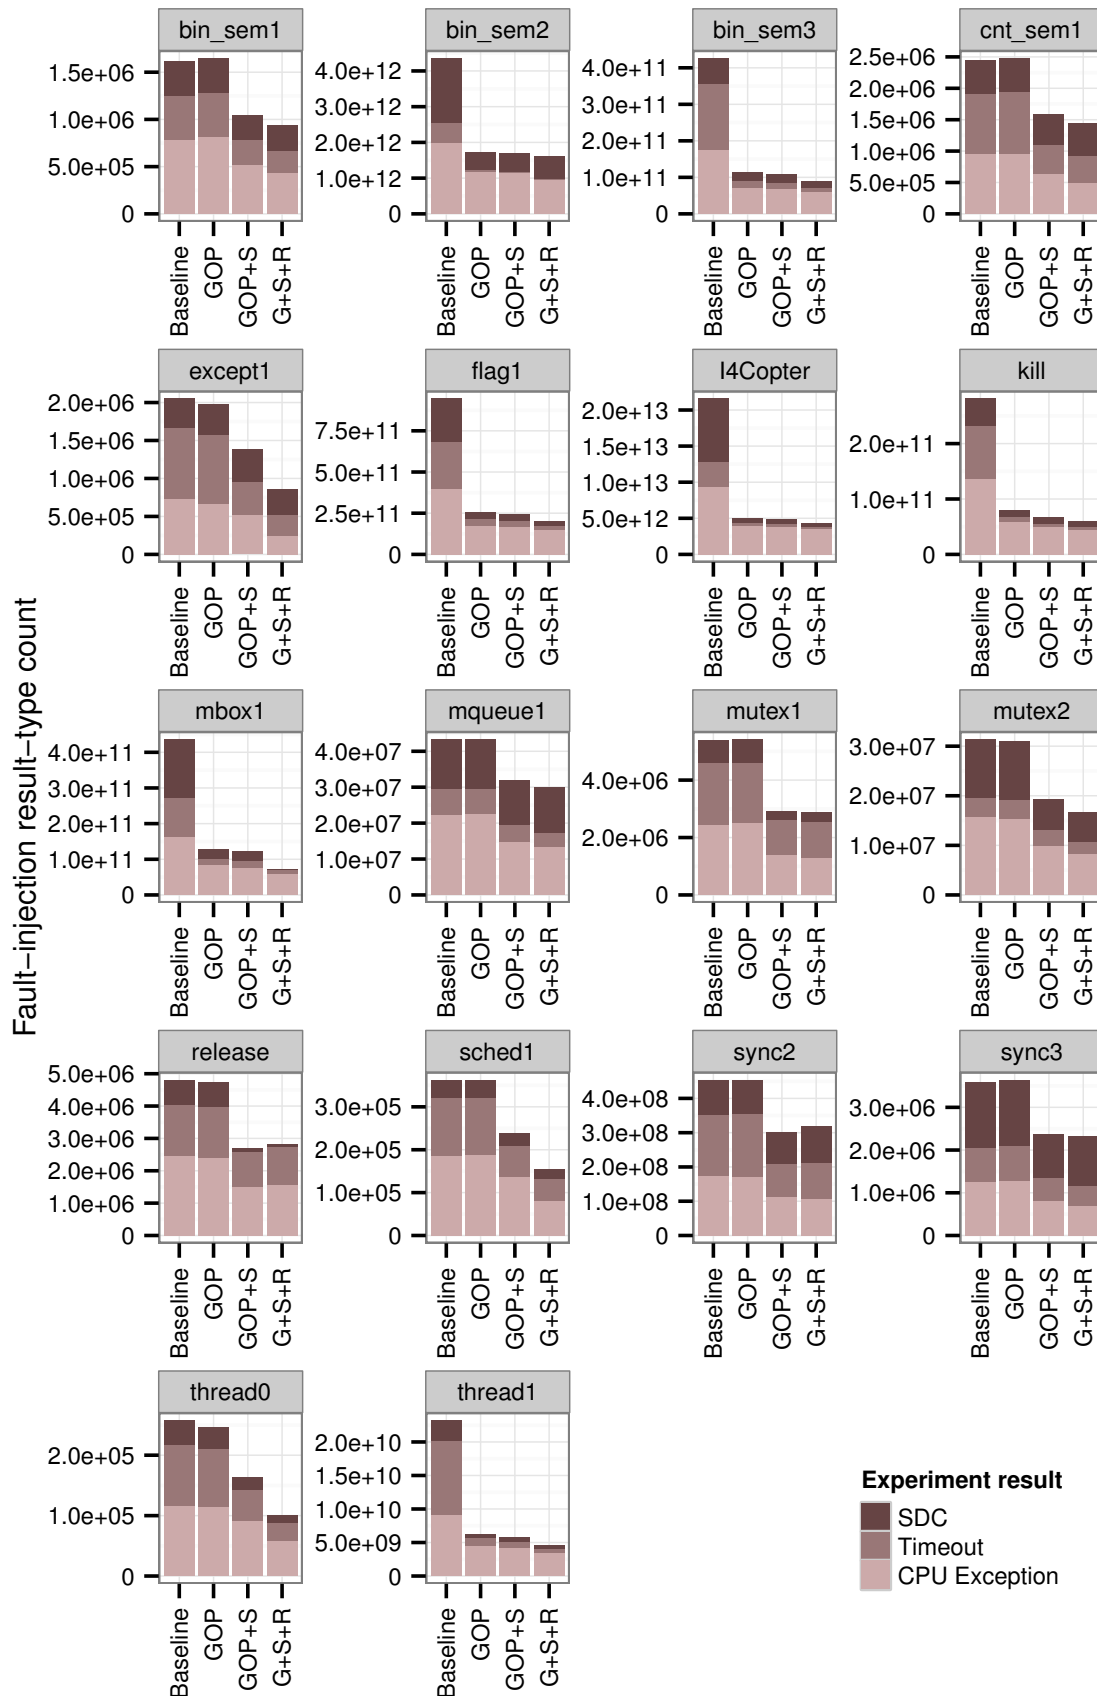 Fault−injection result−type count
bin_sem1
1.5e+06
1.0e+06
5.0e+05
0
Baseline
GOP
GOP+S
G+S+R
bin_sem2
4.0e+12
3.0e+12
2.0e+12
1.0e+12
0
Baseline
GOP
GOP+S
G+S+R
bin_sem3
4.0e+11
3.0e+11
2.0e+11
1.0e+11
0
Baseline
GOP
GOP+S
G+S+R
cnt_sem1
2.5e+06
2.0e+06
1.5e+06
1.0e+06
5.0e+05
0
Baseline
GOP
GOP+S
G+S+R
except1
2.0e+06
1.5e+06
1.0e+06
5.0e+05
0
Baseline
GOP
GOP+S
G+S+R
flag1
7.5e+11
5.0e+11
2.5e+11
0
Baseline
GOP
GOP+S
G+S+R
I4Copter
2.0e+13
1.5e+13
1.0e+13
5.0e+12
0
Baseline
GOP
GOP+S
G+S+R
kill
2.0e+11
1.0e+11
0
Baseline
GOP
GOP+S
G+S+R
mbox1
4.0e+11
3.0e+11
2.0e+11
1.0e+11
0
Baseline
GOP
GOP+S
G+S+R
mqueue1
4.0e+07
3.0e+07
2.0e+07
1.0e+07
0
Baseline
GOP
GOP+S
G+S+R
mutex1
4.0e+06
2.0e+06
0
Baseline
GOP
GOP+S
G+S+R
mutex2
3.0e+07
2.0e+07
1.0e+07
0
Baseline
GOP
GOP+S
G+S+R
release
5.0e+06
4.0e+06
3.0e+06
2.0e+06
1.0e+06
0
Baseline
GOP
GOP+S
G+S+R
sched1
3.0e+05
2.0e+05
1.0e+05
0
Baseline
GOP
GOP+S
G+S+R
sync2
4.0e+08
3.0e+08
2.0e+08
1.0e+08
0
Baseline
GOP
GOP+S
G+S+R
sync3
3.0e+06
2.0e+06
1.0e+06
0
Baseline
GOP
GOP+S
G+S+R
thread0
2.0e+05
1.0e+05
0
Baseline
GOP
GOP+S
G+S+R
thread1
2.0e+10
1.5e+10
1.0e+10
5.0e+09
0
Baseline
GOP
GOP+S
G+S+R
Experiment result
SDC
Timeout
CPU Exception